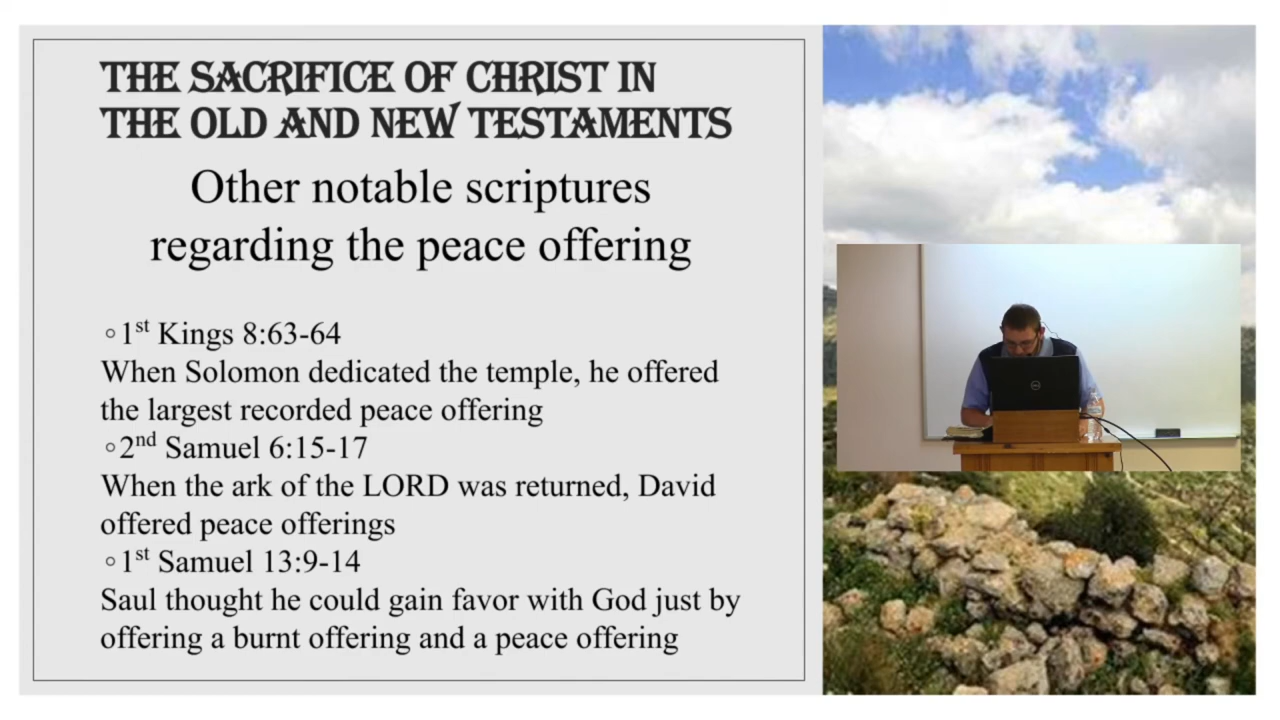 THE SACRIFICE OF CHRIST IN
THE OLD AND NEW TESTAMENTS
Other notable scriptures
regarding the peace offering
◦1st Kings 8:63-64
When Solomon dedicated the temple, he offered
the largest recorded peace offering
◦2nd Samuel 6:15-17
When the ark of the LORD was returned, David
offered peace offerings
◦1st Samuel 13:9-14
Saul thought he could gain favor with God just by
offering a burnt offering and a peace offering